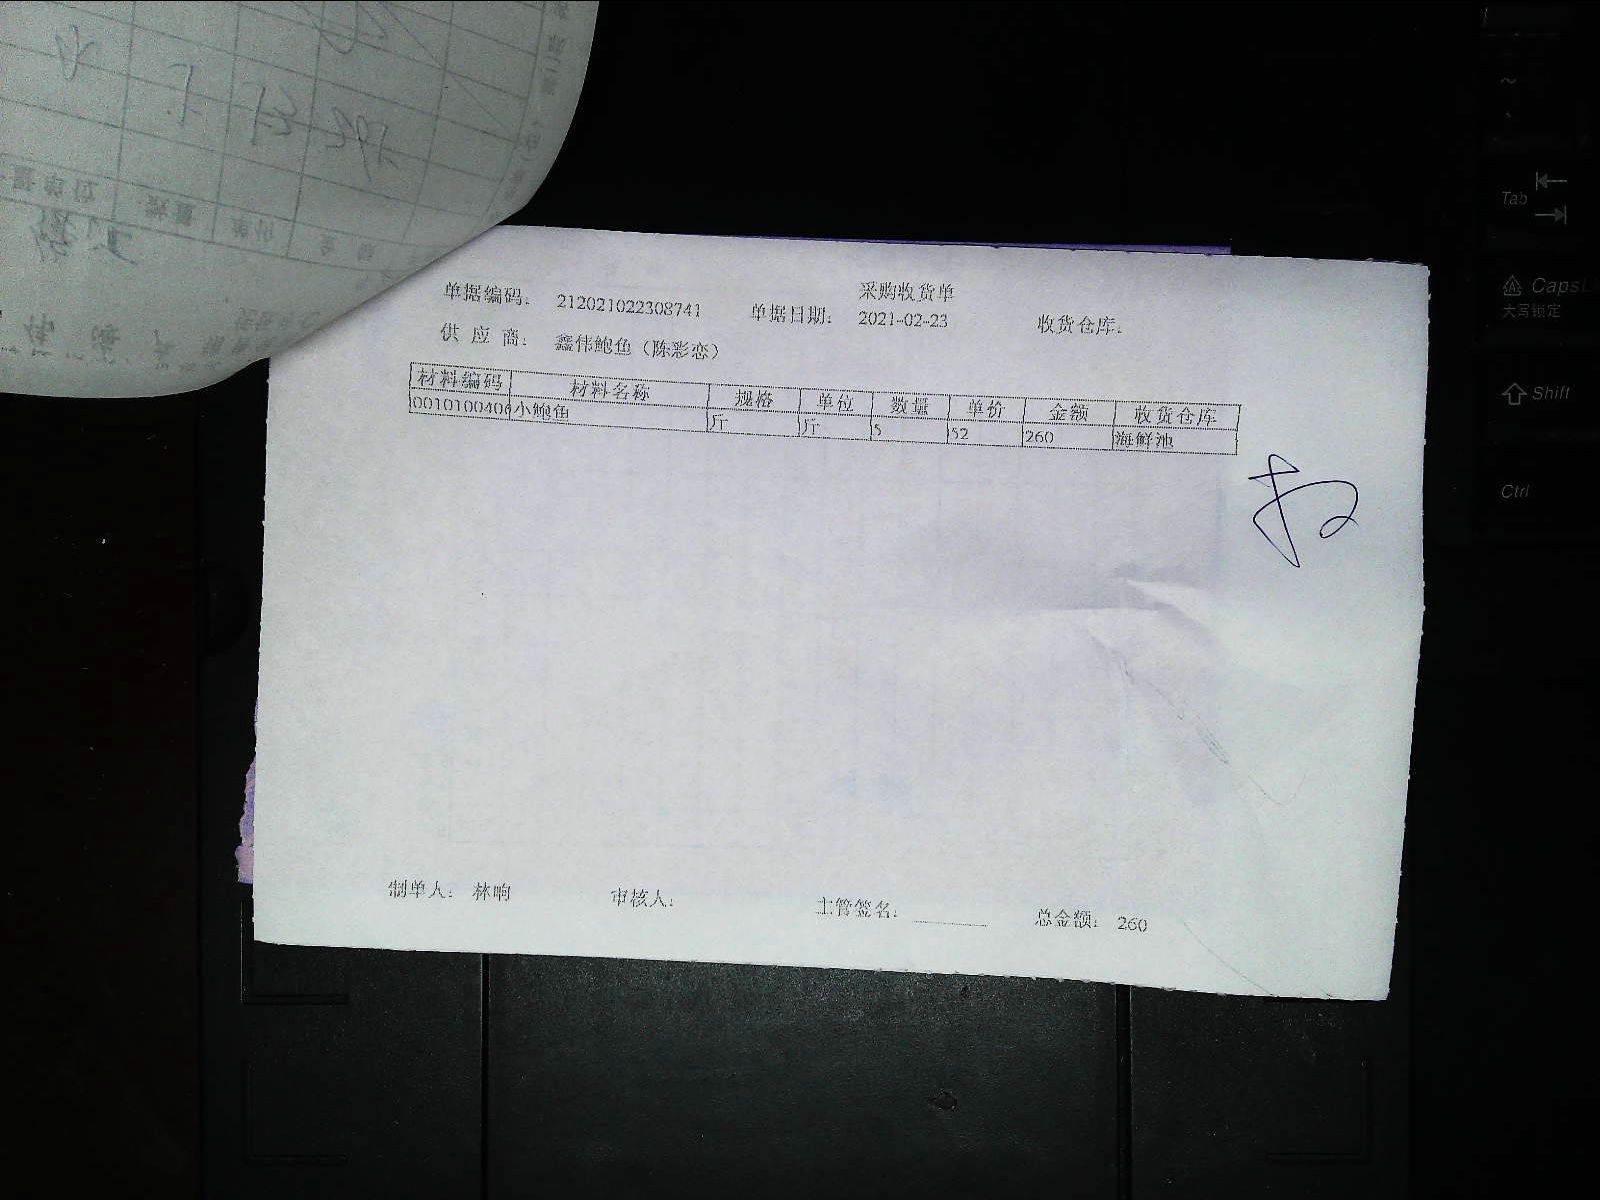 采购收货单
单据编码: 212021022308741 单据日期: 2021-02-23 收货仓库:
供 应 商: 鑫伟鲍鱼（陈彩恋）
材料编码 材料名称 规格 单位 数量 单价 金额 收货仓库
0010100406 小鲍鱼 斤 斤 5 52 260 海鲜池
制单人: 林晌 审核人: 主管签名: 总金额: 260
Tab
CapsL
大写锁定
Shift
Ctrl